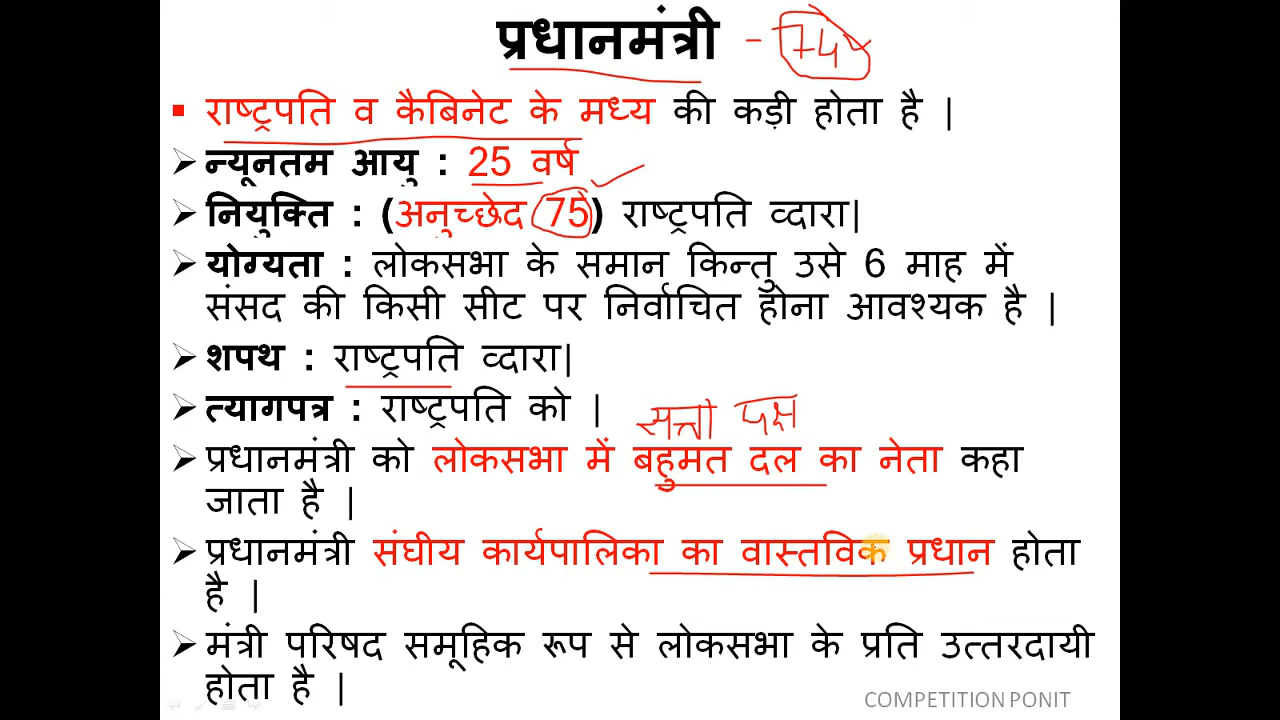 प्रधानमंत्री - 74
▪ राष्ट्रपति व कैबिनेट के मध्य की कड़ी होता है |
➢ न्यूनतम आयु : 25 वर्ष
➢ नियुक्ति : (अनुच्छेद 75) राष्ट्रपति व्दारा|
➢ योग्यता : लोकसभा के समान किन्तु उसे 6 माह में
संसद की किसी सीट पर निर्वाचित होना आवश्यक है |
➢ शपथ : राष्ट्रपति व्दारा|
➢ त्यागपत्र : राष्ट्रपति को |
सत्ता पक्ष
➢ प्रधानमंत्री को लोकसभा में बहुमत दल का नेता कहा
जाता है |
➢ प्रधानमंत्री संघीय कार्यपालिका का वास्तविक प्रधान होता
है |
➢ मंत्री परिषद समूहिक रूप से लोकसभा के प्रति उत्तरदायी
होता है |
COMPETITION PONIT